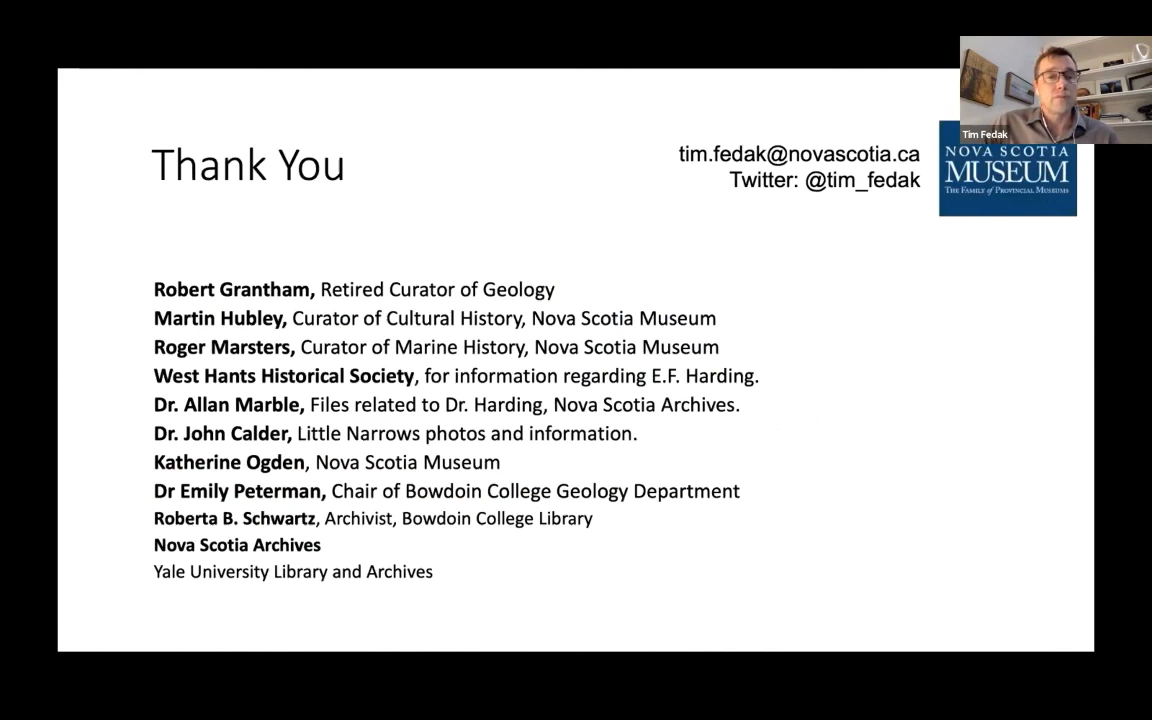 Tim Fedak
Thank You
tim.fedak@novascotia.ca
Twitter: @tim_fedak
NOVA SCOTIA
MUSEUM
THE FAMILY of PROVINCIAL MUSEUMS
Robert Grantham, Retired Curator of Geology
Martin Hubley, Curator of Cultural History, Nova Scotia Museum
Roger Marsters, Curator of Marine History, Nova Scotia Museum
West Hants Historical Society, for information regarding E.F. Harding.
Dr. Allan Marble, Files related to Dr. Harding, Nova Scotia Archives.
Dr. John Calder, Little Narrows photos and information.
Katherine Ogden, Nova Scotia Museum
Dr Emily Peterman, Chair of Bowdoin College Geology Department
Roberta B. Schwartz, Archivist, Bowdoin College Library
Nova Scotia Archives
Yale University Library and Archives